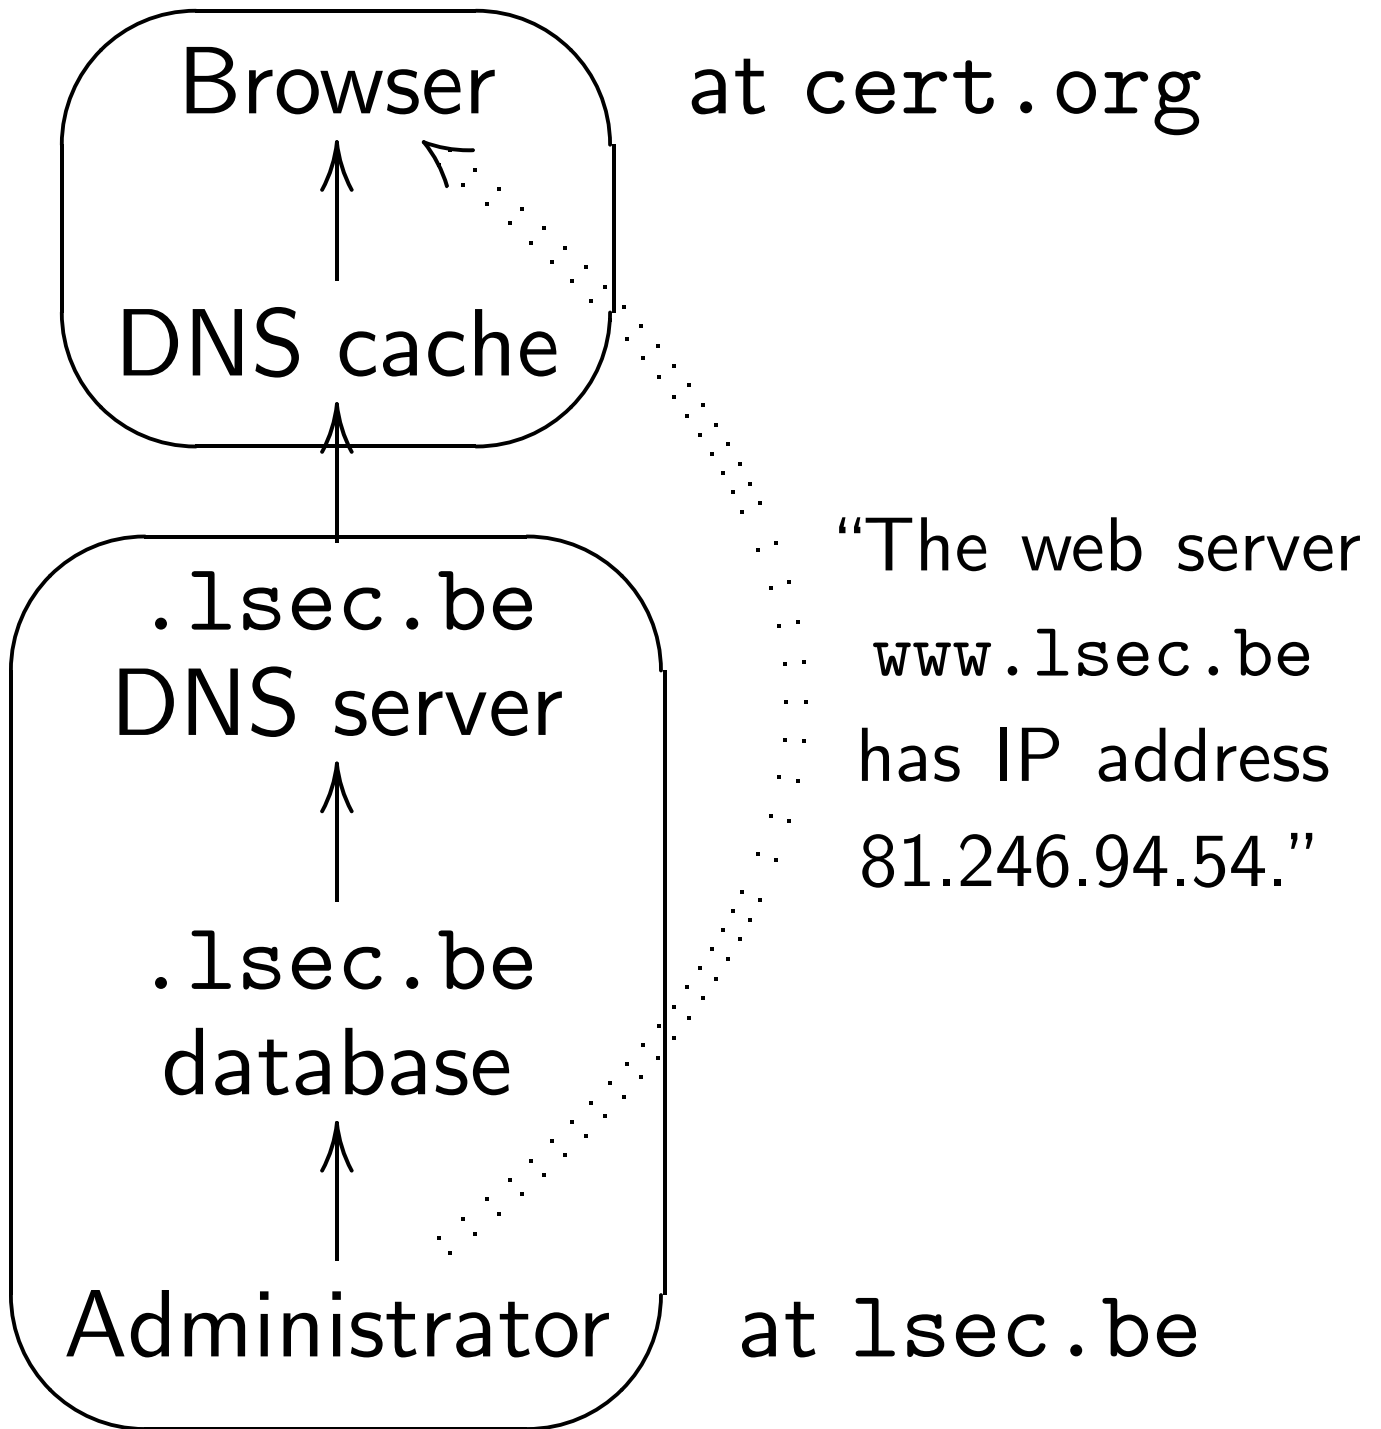 Browser
at cert.org
DNS cache
.lsec.be
DNS server
“The web server
www.lsec.be
has IP address
81.246.94.54.”
.lsec.be
database
Administrator
at lsec.be